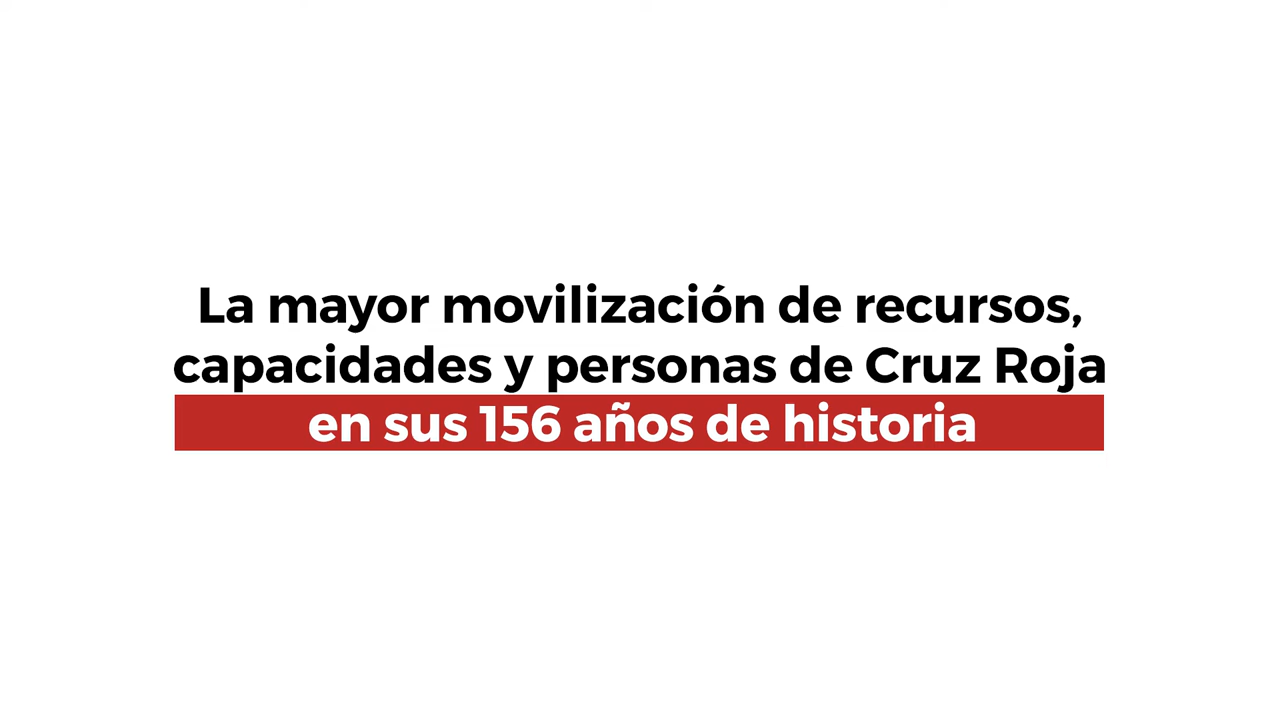 La mayor movilización de recursos,
capacidades y personas de Cruz Roja
en sus 156 años de historia